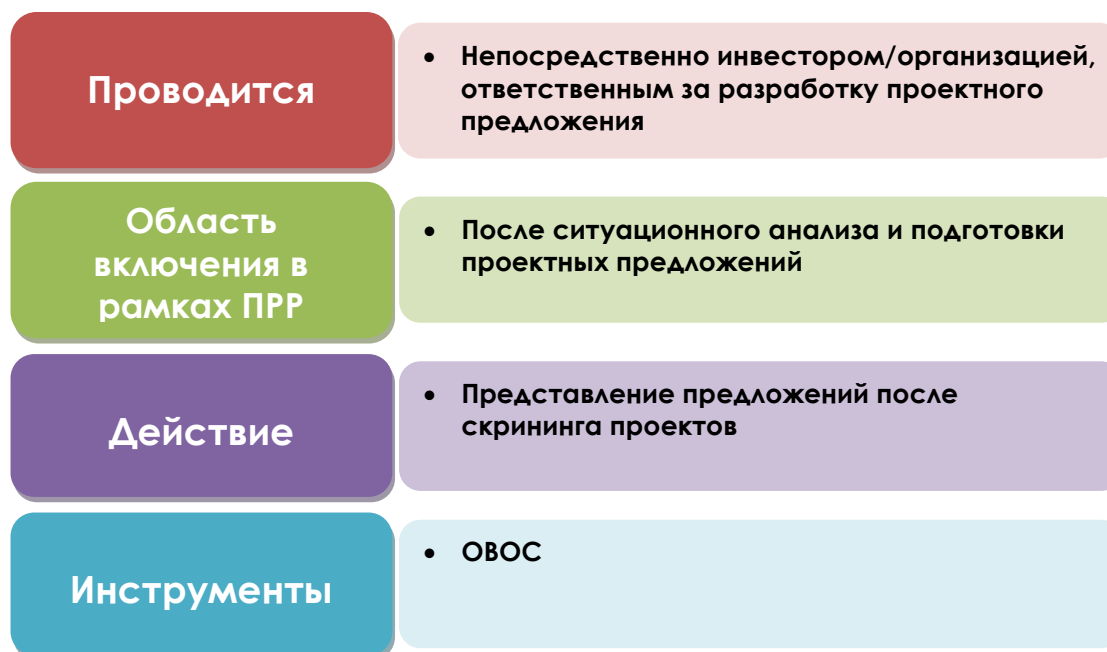 Проводится
• Непосредственно инвестором/организацией,
ответственным за разработку проектного
предложения
Область
включения в
рамках ПРР
• После ситуационного анализа и подготовки
проектных предложений
Действие
• Представление предложений после
скрининга проектов
Инструменты
• ОВОС